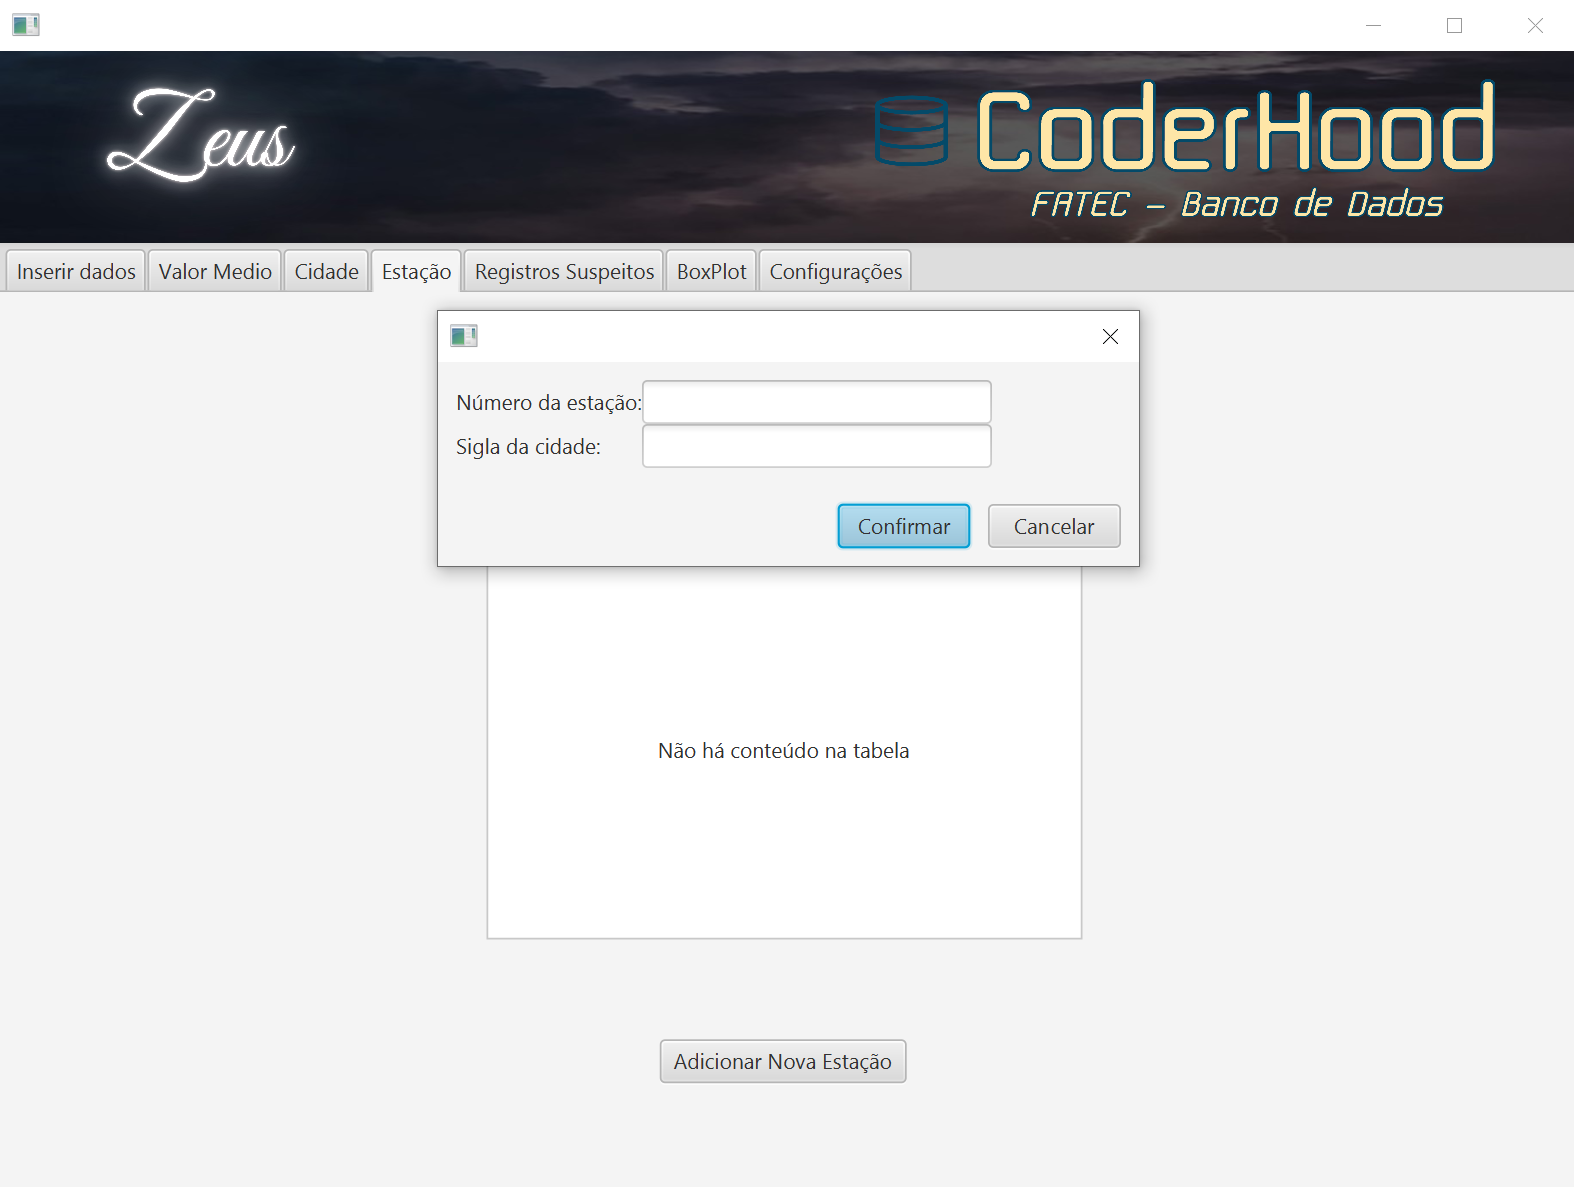 Zeus
CoderHood
FATEC - Banco de Dados
Inserir dados Valor Medio Cidade Estação Registros Suspeitos BoxPlot Configurações
Número da estação:
Sigla da cidade:
Confirmar Cancelar
Não há conteúdo na tabela
Adicionar Nova Estação